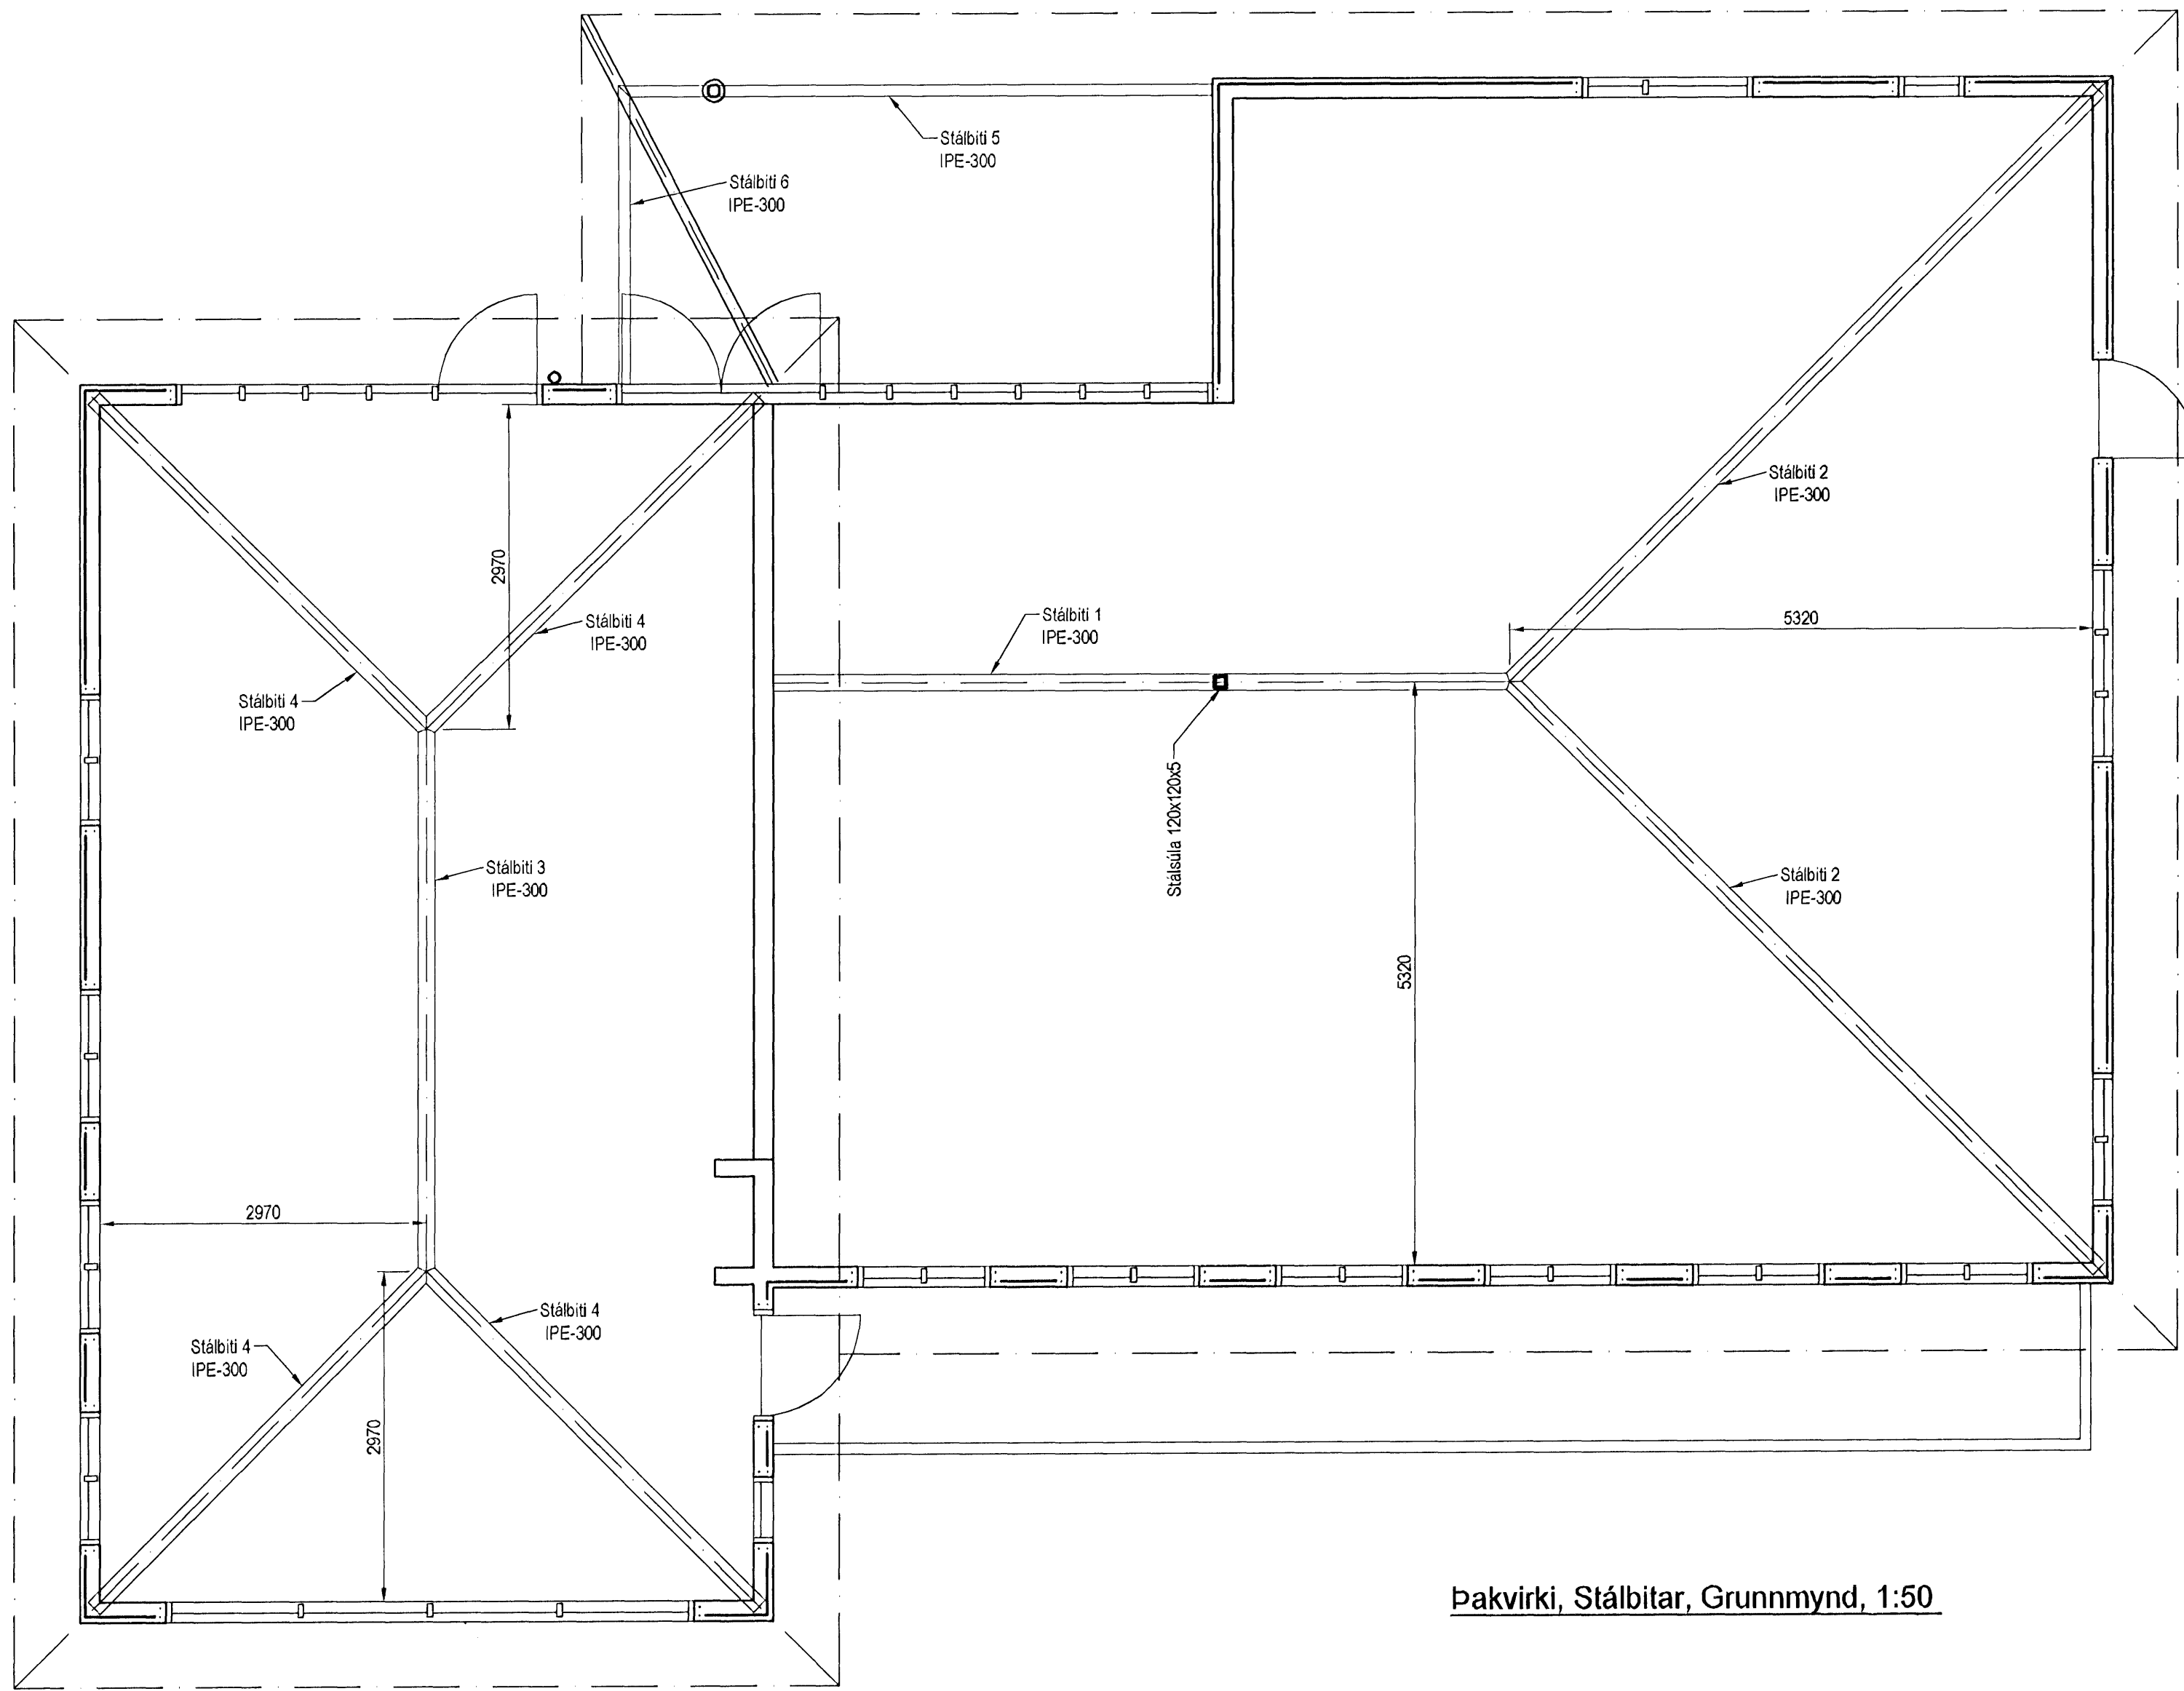 Stálbiti 5
IPE-300
Stálbiti 6
IPE-300
Stálbiti 2
IPE-300
2970
Stálbiti 4
IPE-300
Stálbiti 1
IPE-300
5320
Stálbiti 4
IPE-300
Stálsúla 120x120x5
Stálbiti 3
IPE-300
Stálbiti 2
IPE-300
5320
2970
Stálbiti 4
IPE-300
Stálbiti 4
IPE-300
2970
Þakvirki, Stálbitar, Grunnmynd, 1:50